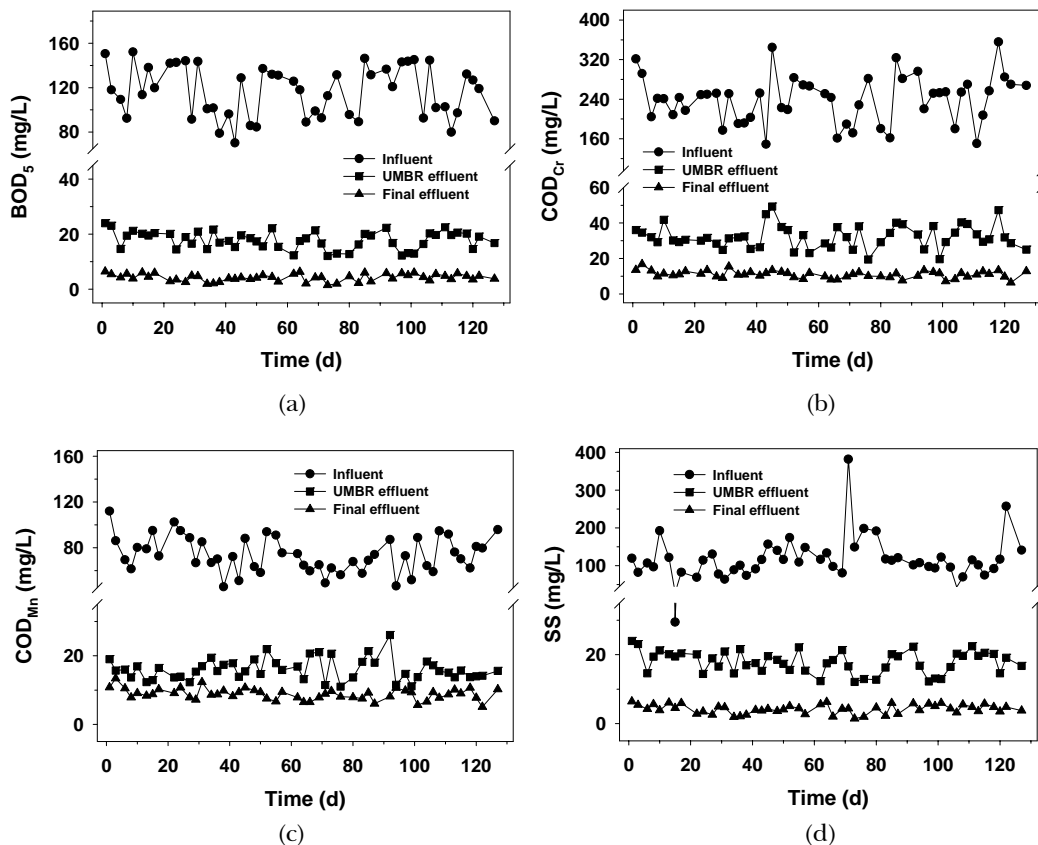 160
120
80
40
20
0
BOD5 (mg/L)
Influent
UMBR effluent
Final effluent
0 20 40 60 80 100 120
Time (d)
(a)
400
320
240
160
60
40
20
0
CODCr (mg/L)
Influent
UMBR effluent
Final effluent
0 20 40 60 80 100 120
Time (d)
(b)
160
120
80
20
0
CODMn (mg/L)
Influent
UMBR effluent
Final effluent
0 20 40 60 80 100 120
Time (d)
(c)
400
300
200
100
20
0
SS (mg/L)
Influent
UMBR effluent
Final effluent
0 20 40 60 80 100 120
Time (d)
(d)